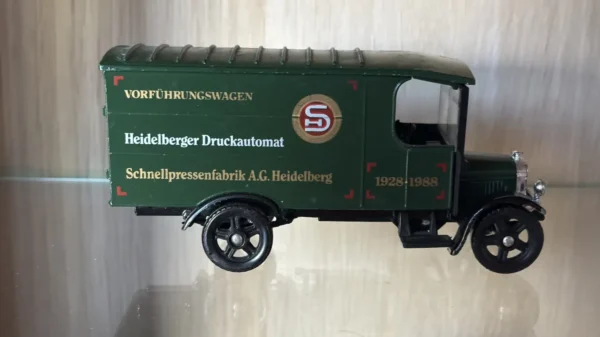 VORFÜHRUNGSWAGEN
Heidelberger Druckautomat
Schnellpressenfabrik A.G. Heidelberg
1928-1988